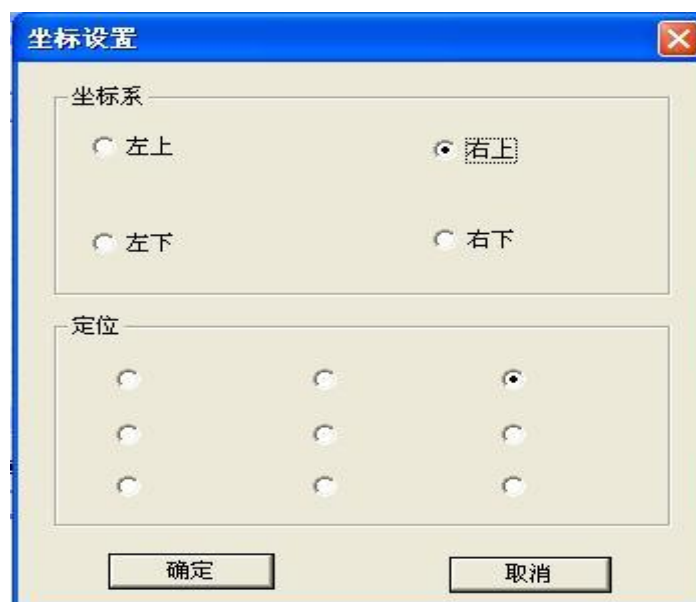 坐标设置
坐标系
左上 右上
左下 右下
定位
确定 取消